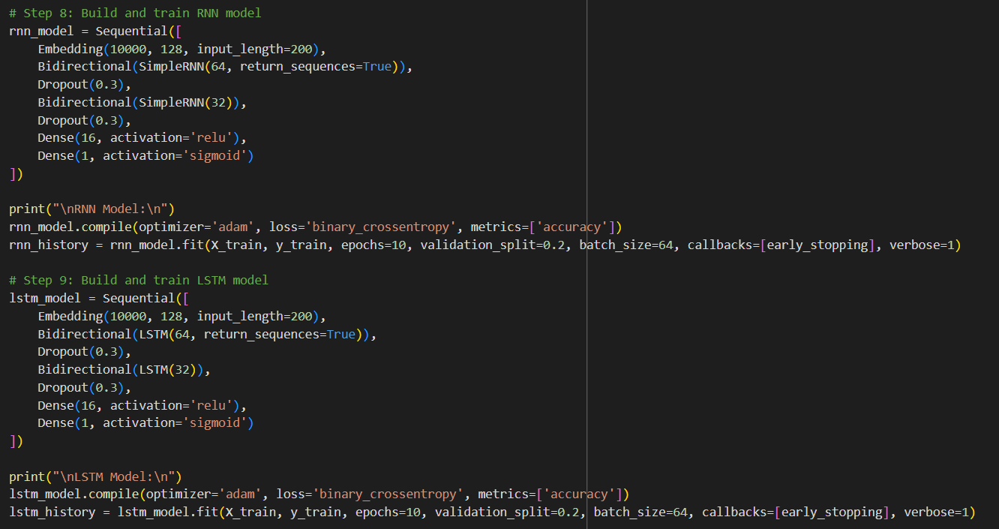 # Step 8: Build and train RNN model
rnn_model = Sequential([
    Embedding(10000, 128, input_length=200),
    Bidirectional(SimpleRNN(64, return_sequences=True)),
    Dropout(0.3),
    Bidirectional(SimpleRNN(32)),
    Dropout(0.3),
    Dense(16, activation='relu'),
    Dense(1, activation='sigmoid')
])

print("\nRNN Model:\n")
rnn_model.compile(optimizer='adam', loss='binary_crossentropy', metrics=['accuracy'])
rnn_history = rnn_model.fit(X_train, y_train, epochs=10, validation_split=0.2, batch_size=64, callbacks=[early_stopping], verbose=1)

# Step 9: Build and train LSTM model
lstm_model = Sequential([
    Embedding(10000, 128, input_length=200),
    Bidirectional(LSTM(64, return_sequences=True)),
    Dropout(0.3),
    Bidirectional(LSTM(32)),
    Dropout(0.3),
    Dense(16, activation='relu'),
    Dense(1, activation='sigmoid')
])

print("\nLSTM Model:\n")
lstm_model.compile(optimizer='adam', loss='binary_crossentropy', metrics=['accuracy'])
lstm_history = lstm_model.fit(X_train, y_train, epochs=10, validation_split=0.2, batch_size=64, callbacks=[early_stopping], verbose=1)